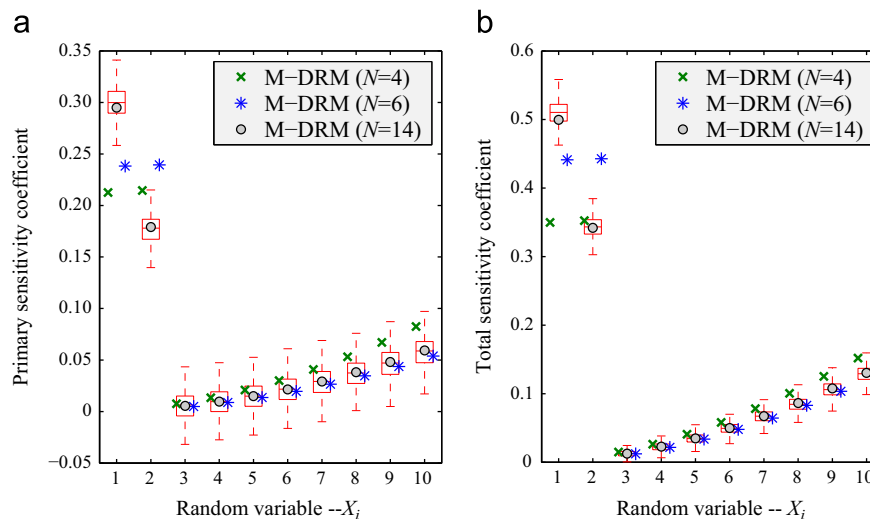 a
0.35
0.30
0.25
0.20
0.15
0.10
0.05
0
−0.05
Primary sensitivity coefficient
M−DRM (N=4)
M−DRM (N=6)
M−DRM (N=14)
1 2 3 4 5 6 7 8 9 10
Random variable --Xi
b
0.6
0.5
0.4
0.3
0.2
0.1
0
Total sensitivity coefficient
M−DRM (N=4)
M−DRM (N=6)
M−DRM (N=14)
1 2 3 4 5 6 7 8 9 10
Random variable -- Xi